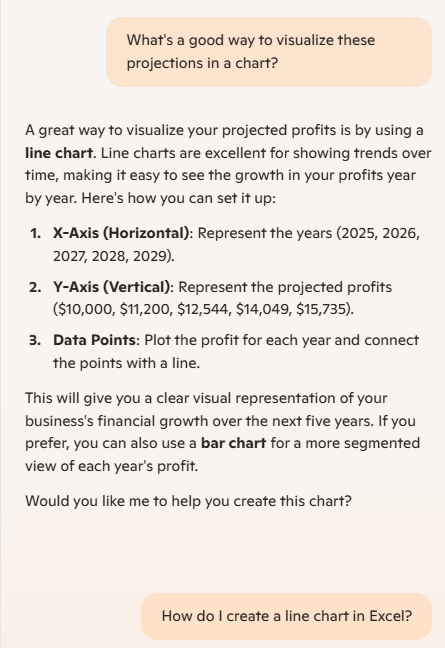 What's a good way to visualize these
projections in a chart?
A great way to visualize your projected profits is by using a
line chart. Line charts are excellent for showing trends over
time, making it easy to see the growth in your profits year
by year. Here's how you can set it up:
1. X-Axis (Horizontal): Represent the years (2025, 2026,
2027, 2028, 2029).
2. Y-Axis (Vertical): Represent the projected profits
($10,000, $11,200, $12,544, $14,049, $15,735).
3. Data Points: Plot the profit for each year and connect
the points with a line.
This will give you a clear visual representation of your
business's financial growth over the next five years. If you
prefer, you can also use a bar chart for a more segmented
view of each year's profit.
Would you like me to help you create this chart?
How do I create a line chart in Excel?